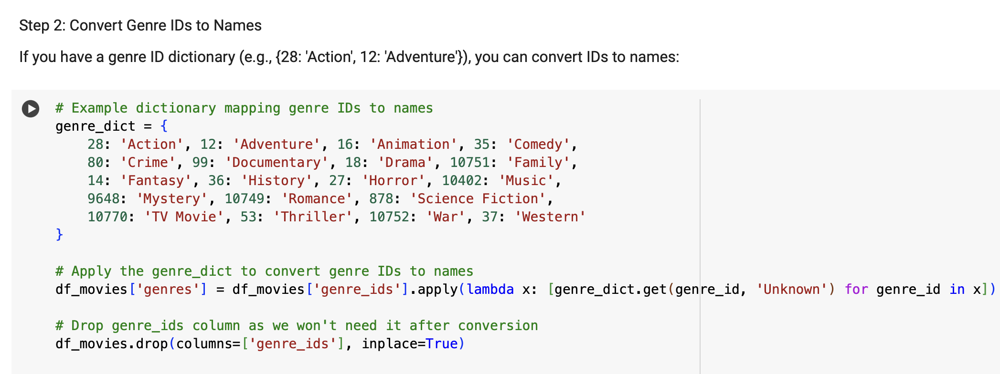 Step 2: Convert Genre IDs to Names
If you have a genre ID dictionary (e.g., {28: 'Action', 12: 'Adventure'}), you can convert IDs to names:
# Example dictionary mapping genre IDs to names
genre_dict = {
    28: 'Action', 12: 'Adventure', 16: 'Animation', 35: 'Comedy',
    80: 'Crime', 99: 'Documentary', 18: 'Drama', 10751: 'Family',
    14: 'Fantasy', 36: 'History', 27: 'Horror', 10402: 'Music',
    9648: 'Mystery', 10749: 'Romance', 878: 'Science Fiction',
    10770: 'TV Movie', 53: 'Thriller', 10752: 'War', 37: 'Western'
}
# Apply the genre_dict to convert genre IDs to names
df_movies['genres'] = df_movies['genre_ids'].apply(lambda x: [genre_dict.get(genre_id, 'Unknown') for genre_id in x])
# Drop genre_ids column as we won't need it after conversion
df_movies.drop(columns=['genre_ids'], inplace=True)